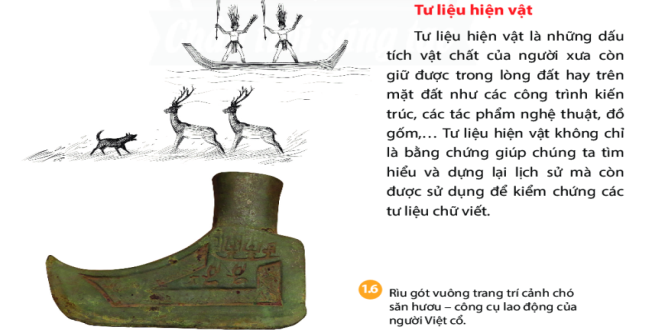 Tư liệu hiện vật
Tư liệu hiện vật là những dấu
tích vật chất của người xưa còn
giữ được trong lòng đất hay trên
mặt đất như các công trình kiến
trúc, các tác phẩm nghệ thuật, đồ
gốm,... Tư liệu hiện vật không chỉ
là bằng chứng giúp chúng ta tìm
hiểu và dựng lại lịch sử mà còn
được sử dụng để kiểm chứng các
tư liệu chữ viết.
1.6 Rìu gót vuông trang trí cảnh chó
săn hươu – công cụ lao động của
người Việt cổ.